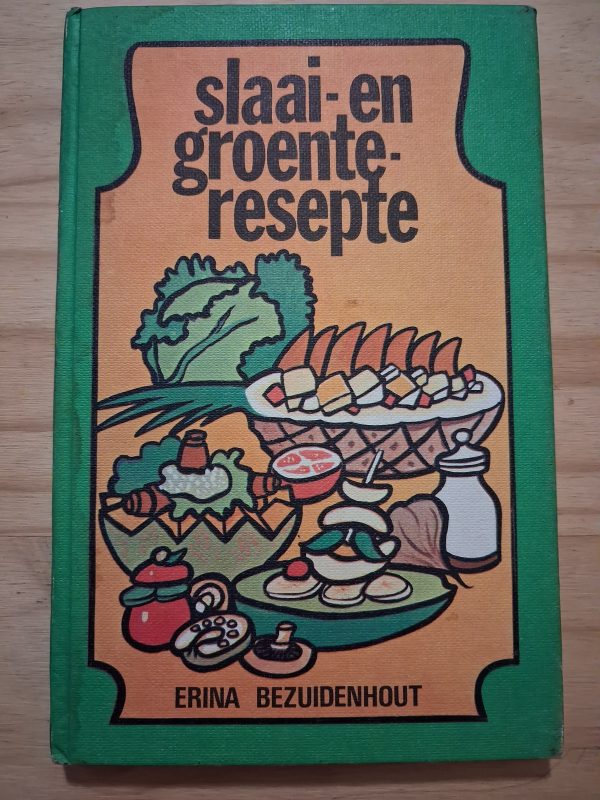 slaai-en
groente-
resepte
ERINA BEZUIDENHOUT